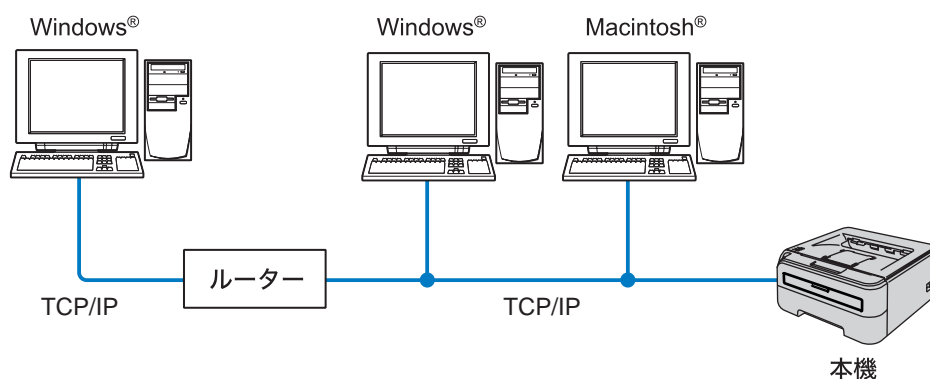 Windows®
Windows®
Macintosh®
ルーター
TCP/IP
TCP/IP
本機